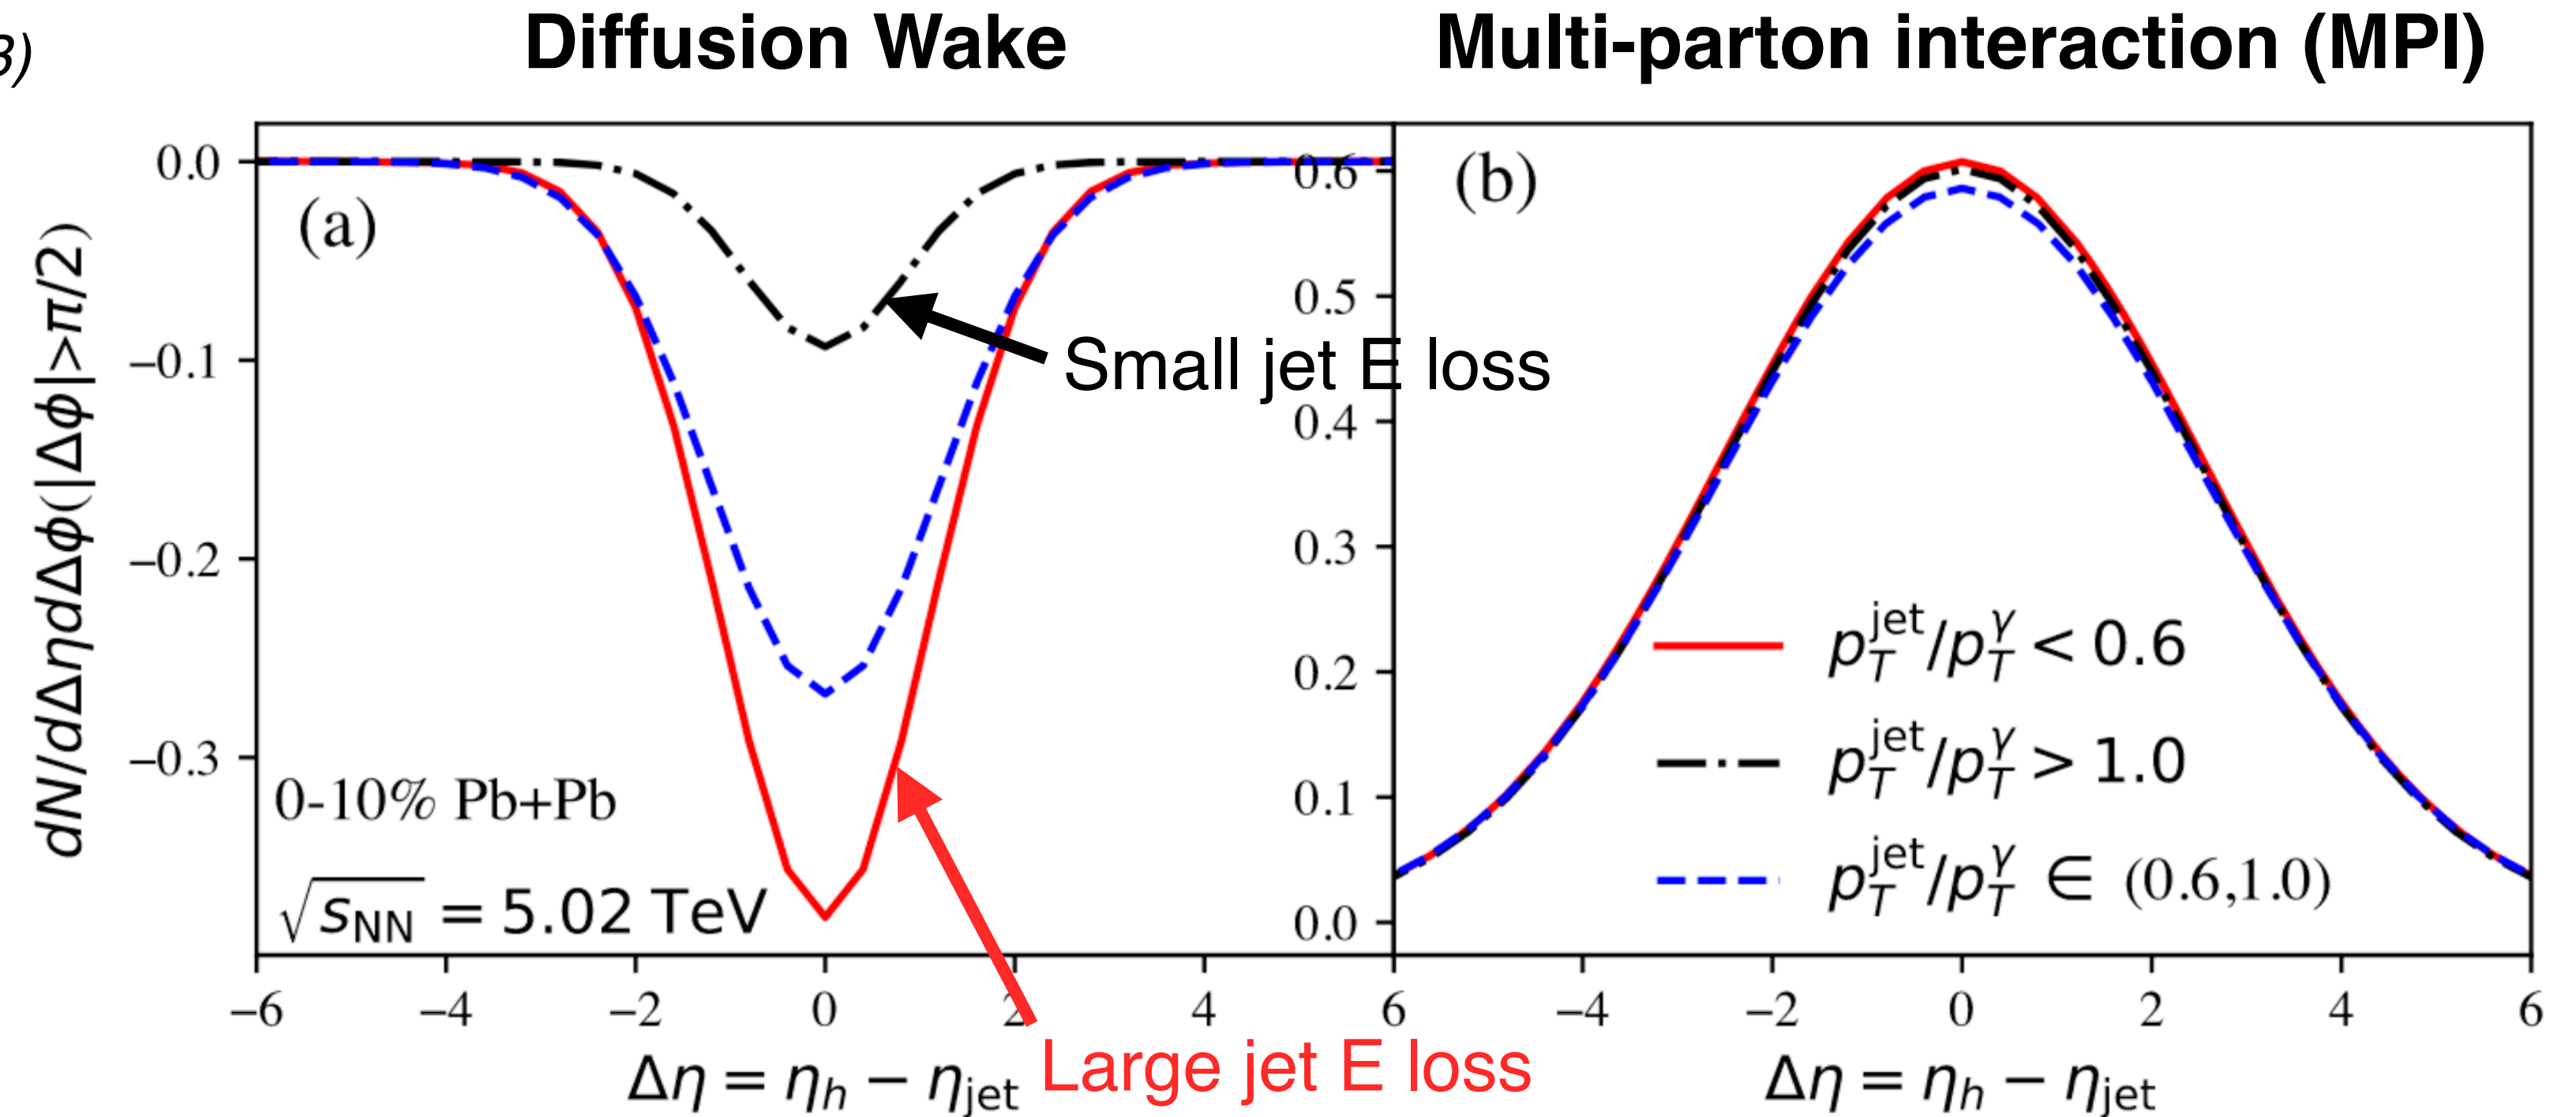 3)
Diffusion Wake
Multi-parton interaction (MPI)
dN/dΔηdΔϕ(|Δϕ|>π/2)
0.0
−0.1
−0.2
−0.3
(a)
Small jet E loss
0-10% Pb+Pb
√sNN = 5.02 TeV
−6 −4 −2 0 2 4 6
Δη = ηh − ηjet
Large jet E loss
0.6
0.5
0.4
0.3
0.2
0.1
0.0
(b)
pTjet/pTγ < 0.6
pTjet/pTγ > 1.0
pTjet/pTγ ∈ (0.6,1.0)
−4 −2 0 2 4 6
Δη = ηh − ηjet